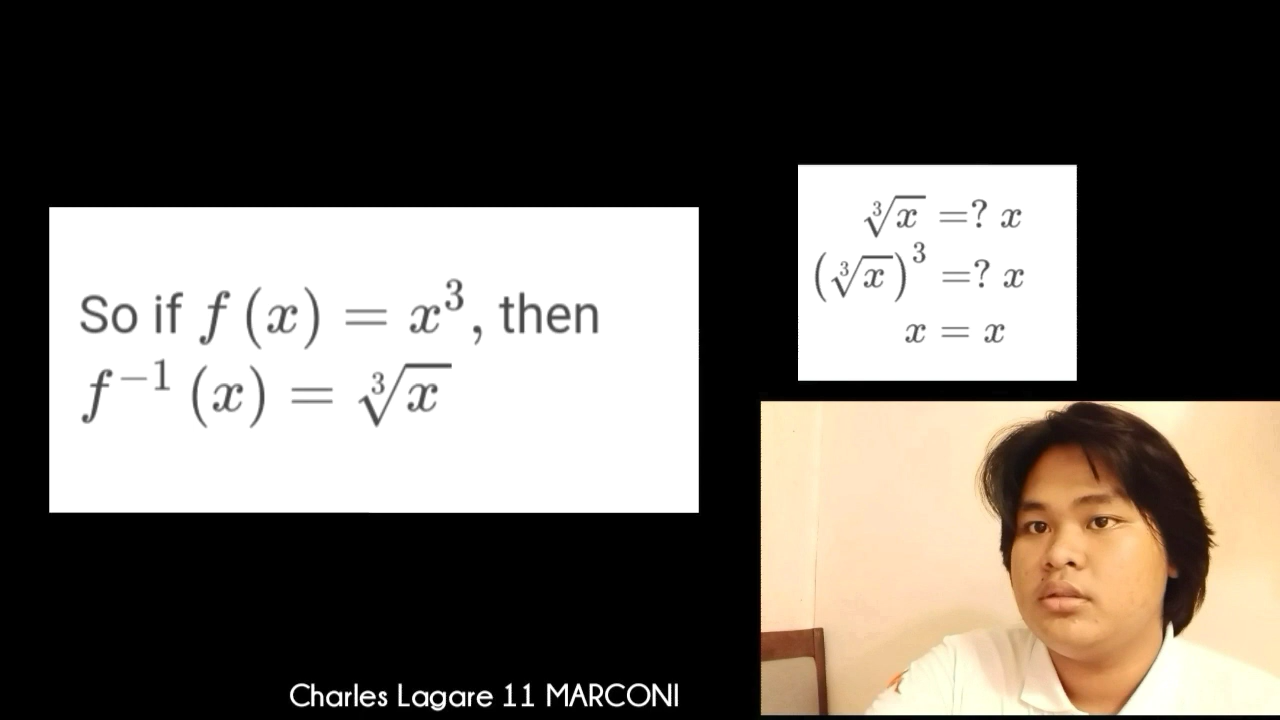 So if f (x) = x³, then
f⁻¹ (x) = ∛x
∛x =? x
(∛x)³ =? x
x = x
Charles Lagare 11 MARCONI